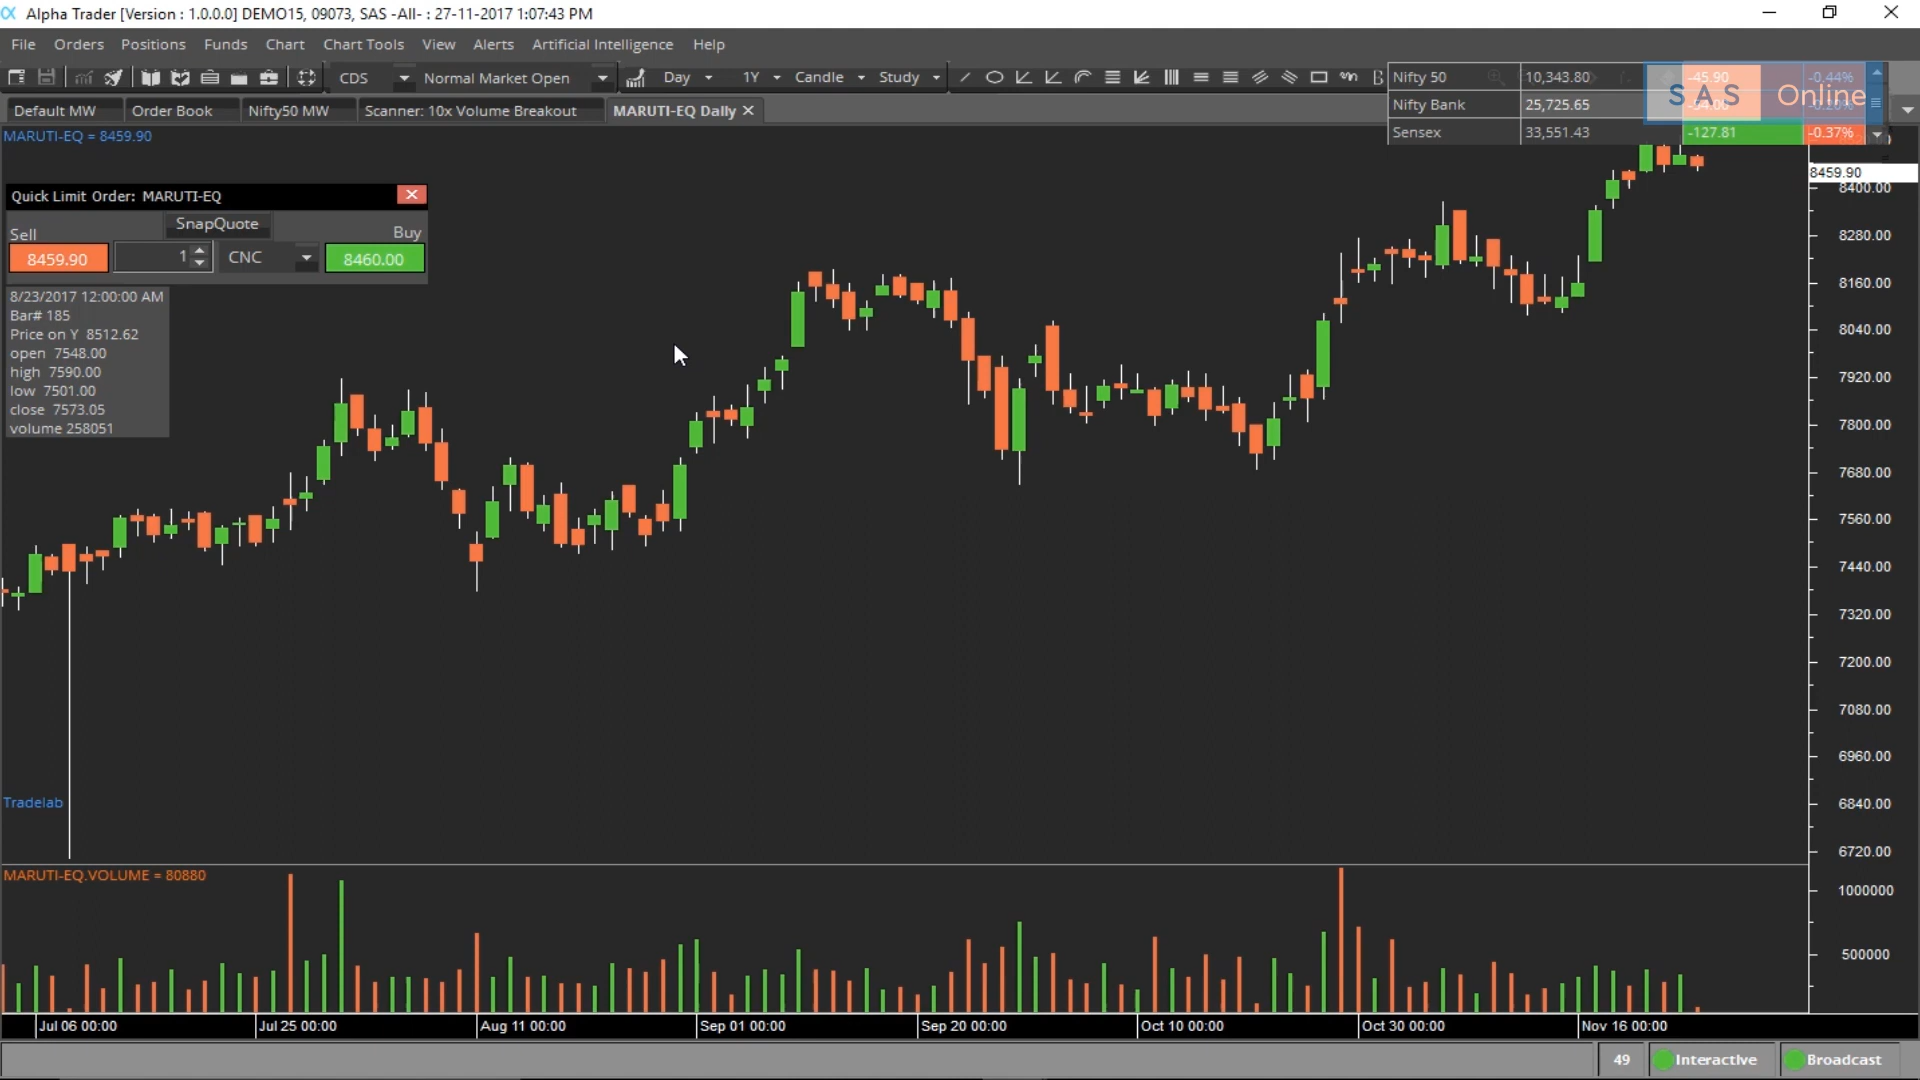 Alpha Trader [Version : 1.0.0.0] DEMO15, 09073, SAS -All- : 27-11-2017 1:07:43 PM
File Orders Positions Funds Chart Chart Tools View Alerts Artificial Intelligence Help
CDS Normal Market Open Day 1Y Candle Study
Nifty 50 10,343.80 -45.90 -0.44%
SAS Online
Nifty Bank 25,725.65
Sensex 33,551.43 -127.81 -0.37%
Default MW Order Book Nifty50 MW Scanner: 10x Volume Breakout MARUTI-EQ Daily
MARUTI-EQ = 8459.90
Quick Limit Order: MARUTI-EQ
SnapQuote
Sell Buy
8459.90 1 CNC 8460.00
8/23/2017 12:00:00 AM
Bar# 185
Price on Y 8512.62
open 7548.00
high 7590.00
low 7501.00
close 7573.05
volume 258051
8459.90
8400.00
8280.00
8160.00
8040.00
7920.00
7800.00
7680.00
7560.00
7440.00
7320.00
7200.00
7080.00
6960.00
6840.00
6720.00
Tradelab
MARUTI-EQ.VOLUME = 80880
1000000
500000
Jul 06 00:00 Jul 25 00:00 Aug 11 00:00 Sep 01 00:00 Sep 20 00:00 Oct 10 00:00 Oct 30 00:00 Nov 16 00:00
49 Interactive Broadcast